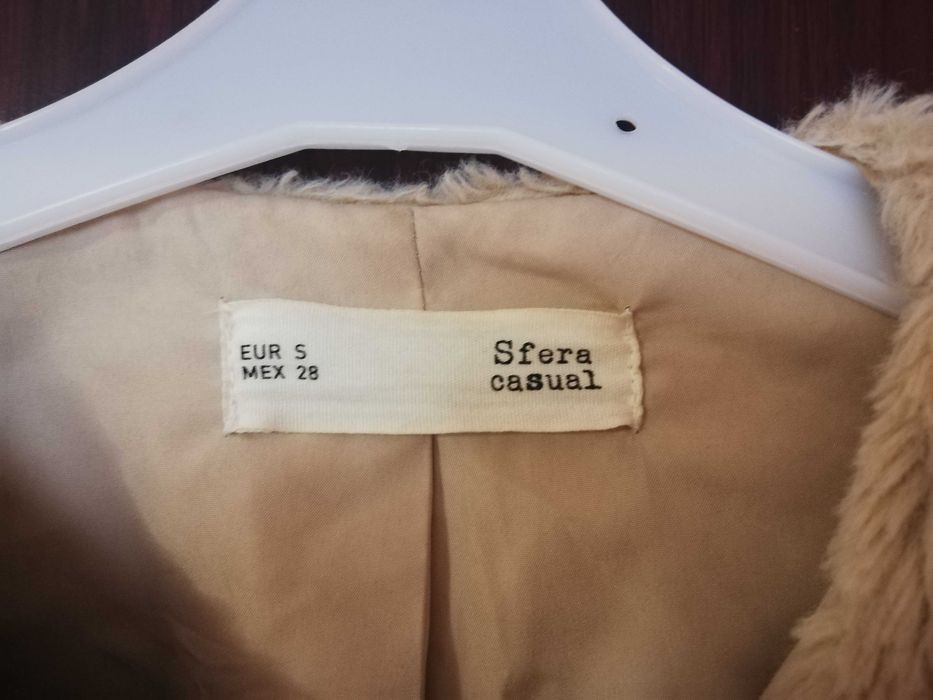 EUR S
MEX 28
Sfera
casual